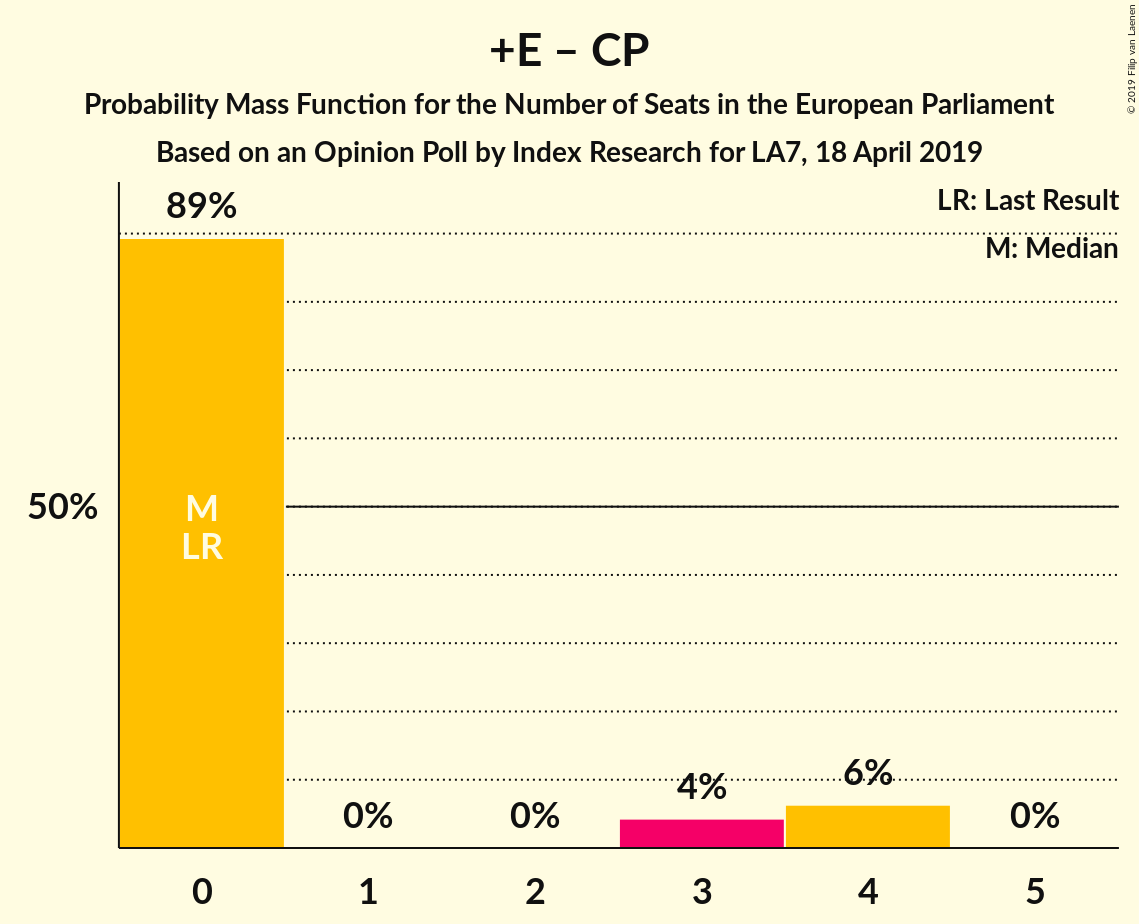 +E – CP
Probability Mass Function for the Number of Seats in the European Parliament
Based on an Opinion Poll by Index Research for LA7, 18 April 2019
© 2019 Filip van Laenen
LR: Last Result
M: Median
89%
50%
M
LR
0%
0%
4%
6%
0%
0
1
2
3
4
5